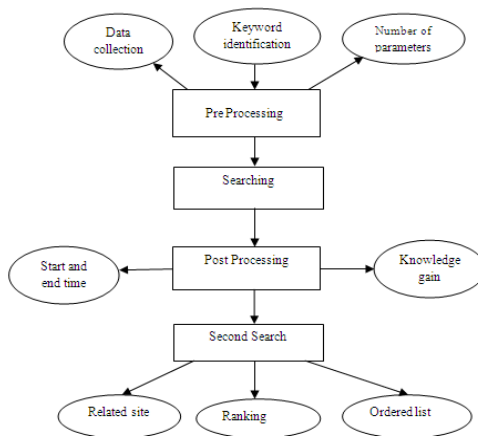 Data
collection
Keyword
identification
Number of
parameters
Pre Processing
Searching
Start and
end time
Post Processing
Knowledge
gain
Second Search
Related site
Ranking
Ordered list